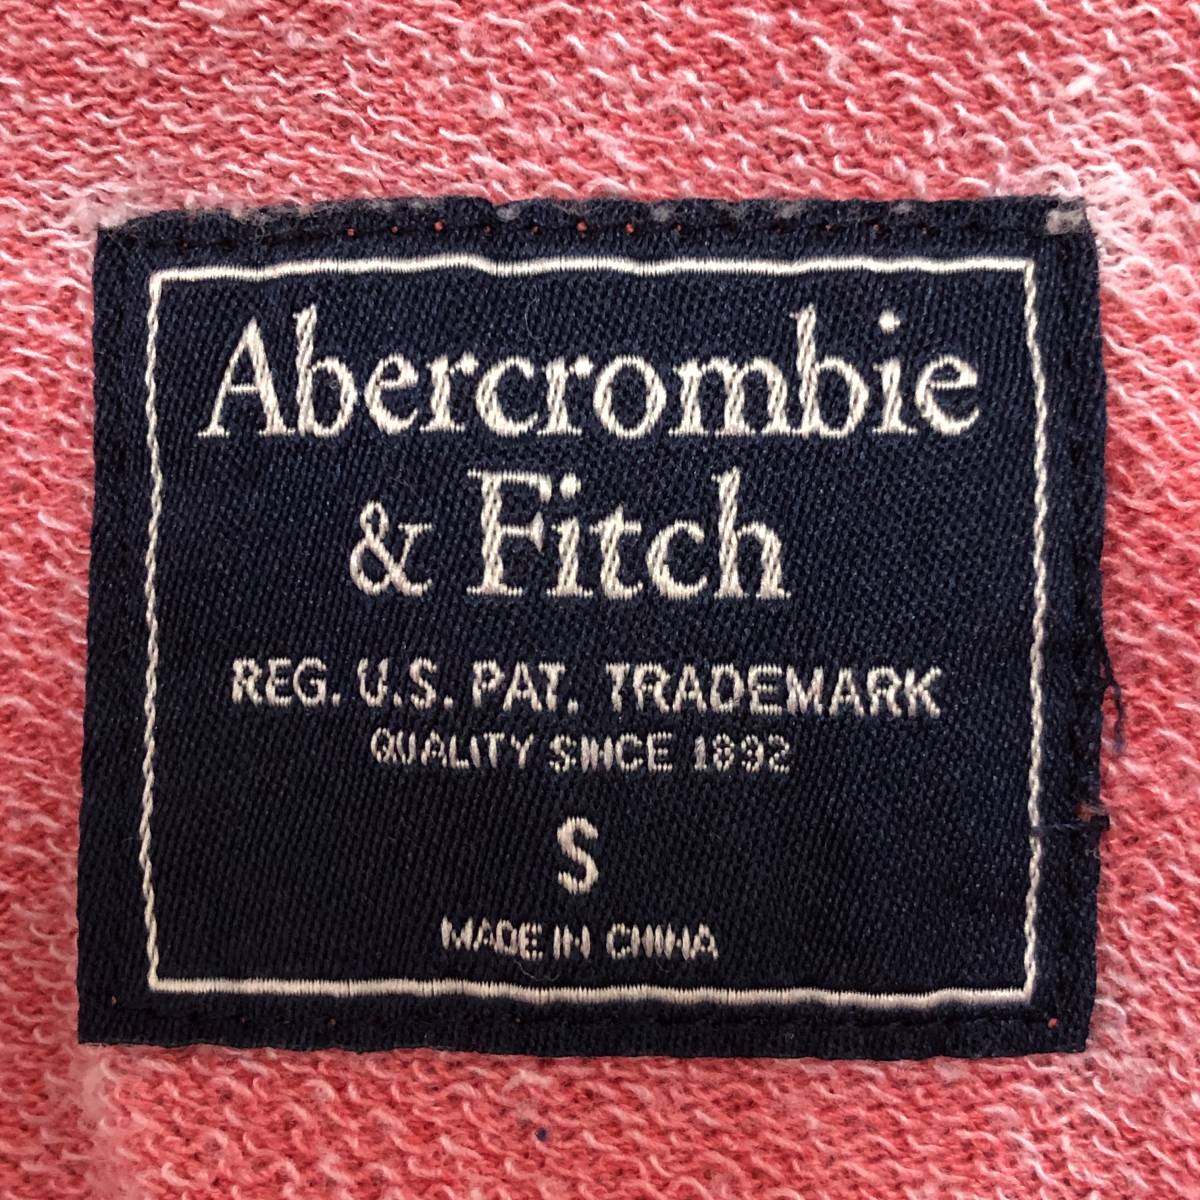 Abercrombie
& Fitch
REG. U.S. PAT. TRADEMARK
QUALITY SINCE 1892
S
MADE IN CHINA